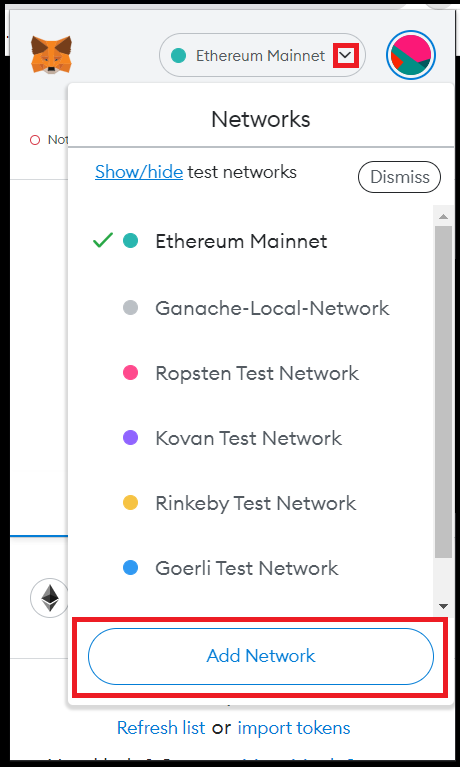 Ethereum Mainnet
Not
Networks
Show/hide test networks
Dismiss
Ethereum Mainnet
Ganache-Local-Network
Ropsten Test Network
Kovan Test Network
Rinkeby Test Network
Goerli Test Network
Add Network
Refresh list or import tokens